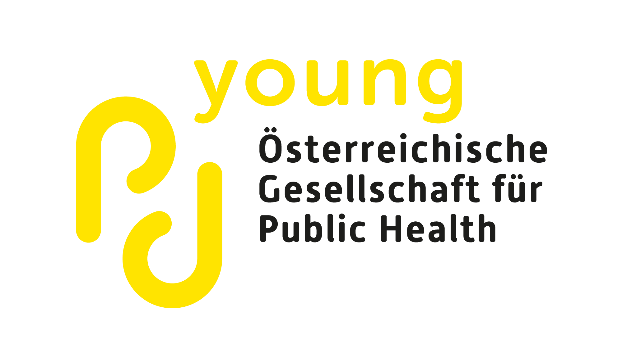 young
Österreichische
Gesellschaft für
Public Health